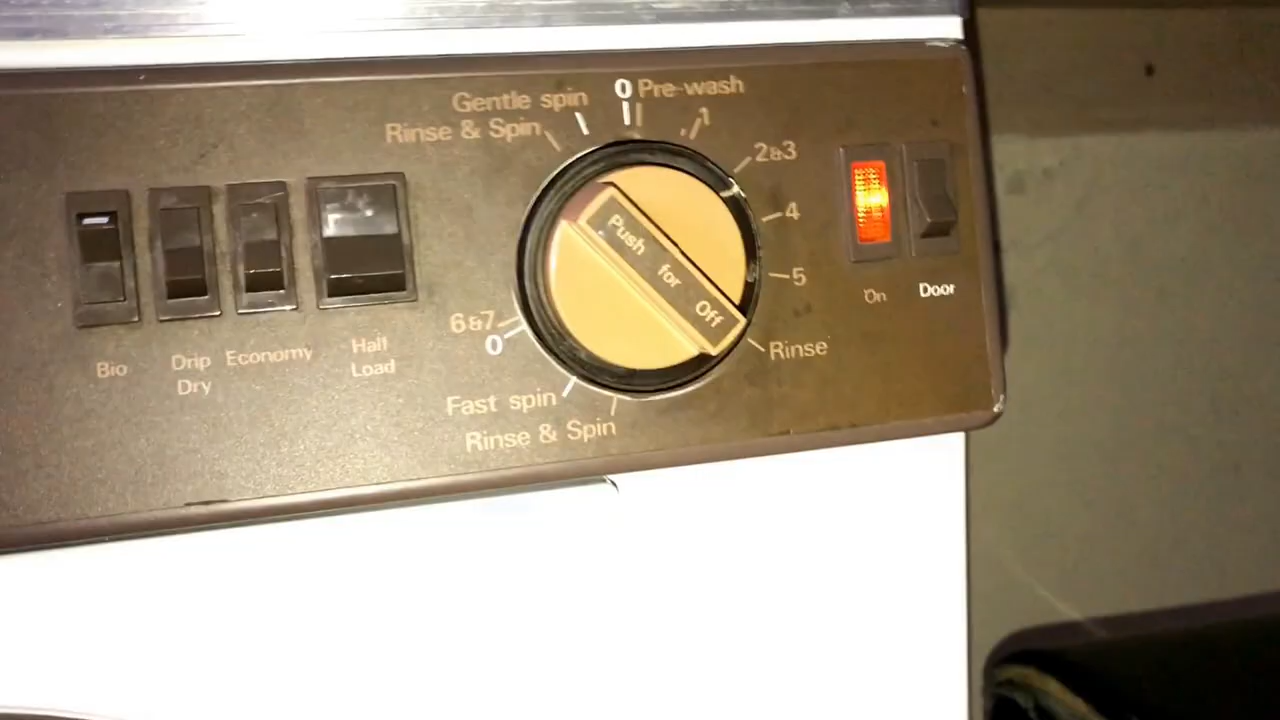 Gentle spin
0 Pre-wash
Rinse & Spin
1
2&3
4
5
Rinse
Push for Off
6&7
0
Fast spin
Rinse & Spin
Bio
Drip
Dry
Economy
Half
Load
On
Door